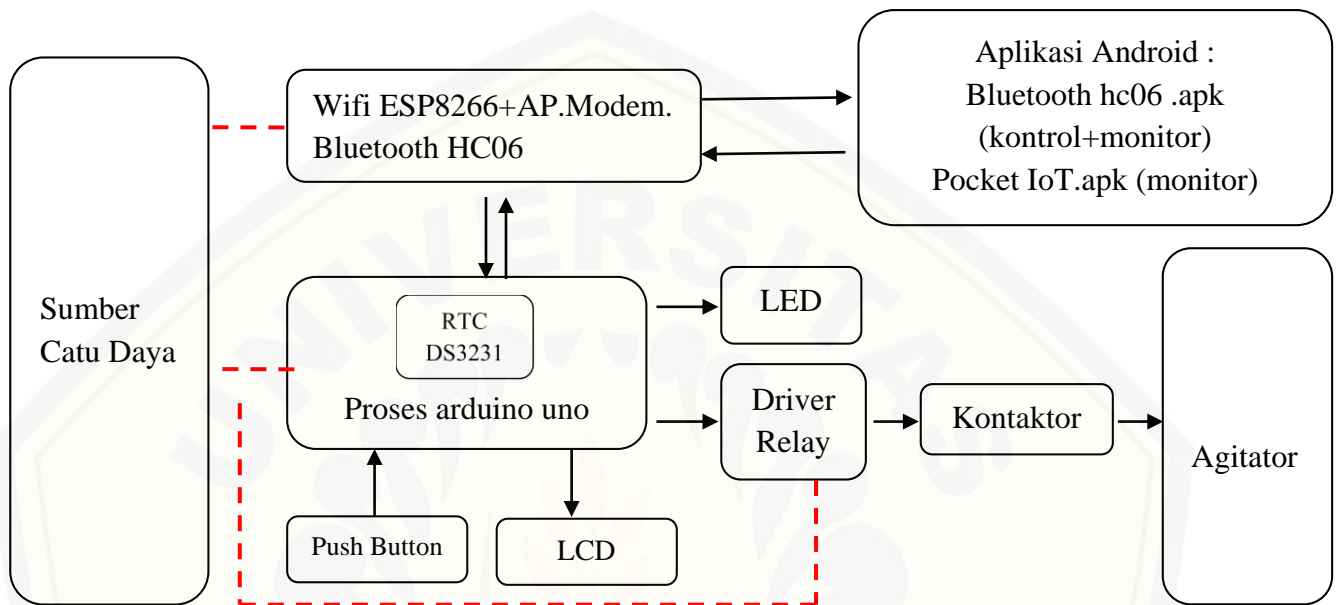 Sumber
Catu Daya
Wifi ESP8266+AP.Modem.
Bluetooth HC06
Aplikasi Android :
Bluetooth hc06 .apk
(kontrol+monitor)
Pocket IoT.apk (monitor)
RTC
DS3231
Proses arduino uno
LED
Driver
Relay
Kontaktor
Agitator
Push Button
LCD
UNIVERSITAS